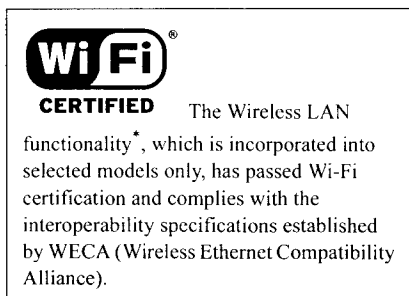 Wi Fi®
CERTIFIED
The Wireless LAN
functionality*, which is incorporated into
selected models only, has passed Wi-Fi
certification and complies with the
interoperability specifications established
by WECA (Wireless Ethernet Compatibility
Alliance).